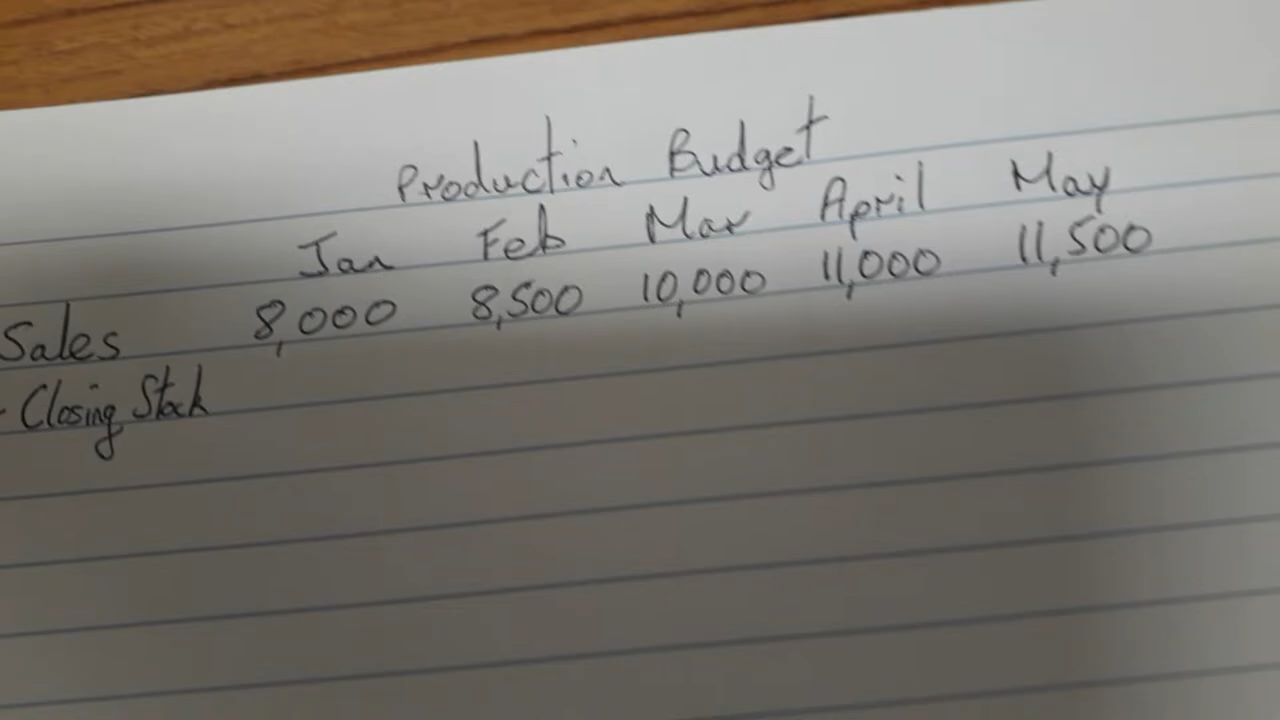 Production Budget
Jan Feb Mar April May
Sales 8,000 8,500 10,000 11,000 11,500
Closing Stock